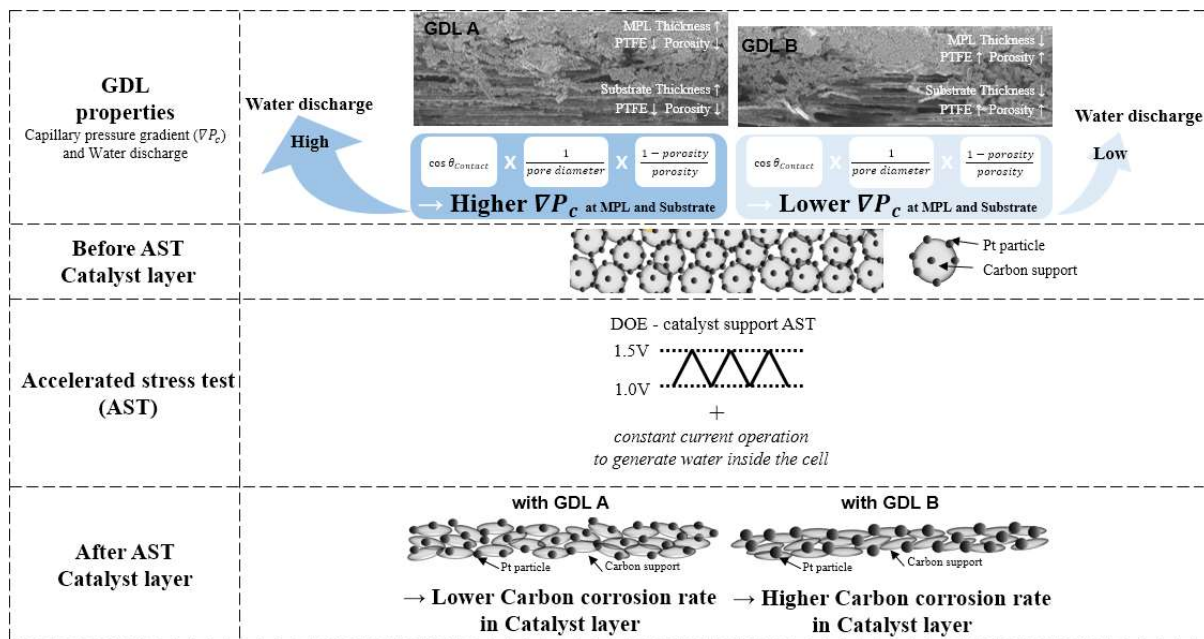 GDL
properties
Capillary pressure gradient (∇P_c)
and Water discharge
Water discharge
High
GDL A
MPL Thickness ↑
PTFE ↓ Porosity ↓
Substrate Thickness ↑
PTFE ↓ Porosity ↓
cos θ_Contact X 1/pore diameter X 1 − porosity/porosity
→ Higher ∇P_C at MPL and Substrate
GDL B
MPL Thickness ↓
PTFE ↑ Porosity ↑
Substrate Thickness ↓
PTFE ↑ Porosity ↑
cos θ_Contact X 1/pore diameter X 1 − porosity/porosity
→ Lower ∇P_C at MPL and Substrate
Water discharge
Low
Before AST
Catalyst layer
Pt particle
Carbon support
Accelerated stress test
(AST)
DOE - catalyst support AST
1.5V
1.0V
+
constant current operation
to generate water inside the cell
After AST
Catalyst layer
with GDL A
Pt particle
Carbon support
→ Lower Carbon corrosion rate
in Catalyst layer
with GDL B
Pt particle
Carbon support
→ Higher Carbon corrosion rate
in Catalyst layer